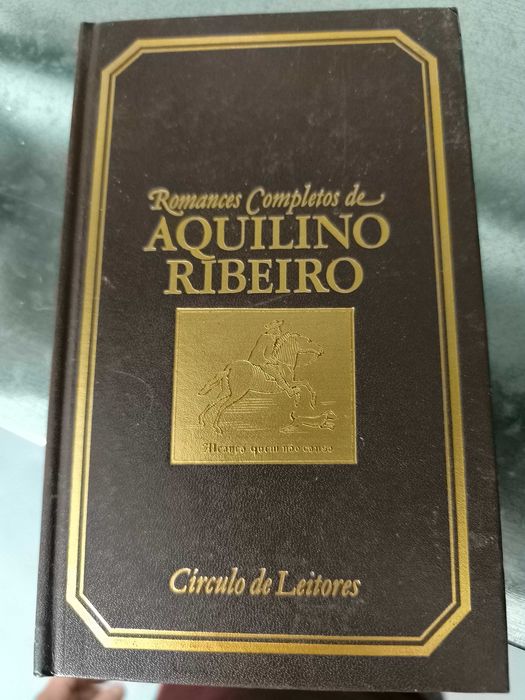 Romances Completos de
AQUILINO
RIBEIRO
Alcança quem não cansa
Círculo de Leitores